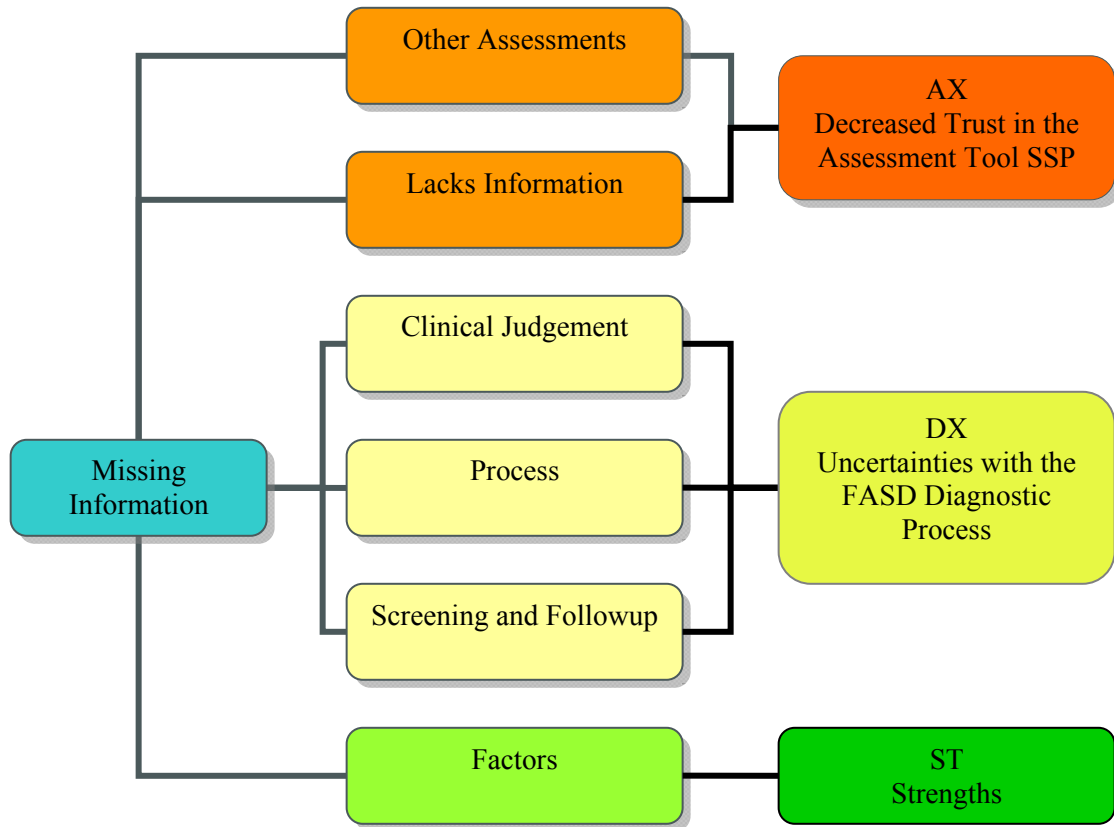 Other Assessments
AX
Decreased Trust in the
Assessment Tool SSP
Lacks Information
Clinical Judgement
DX
Uncertainties with the
FASD Diagnostic
Process
Missing
Information
Process
Screening and Followup
Factors
ST
Strengths